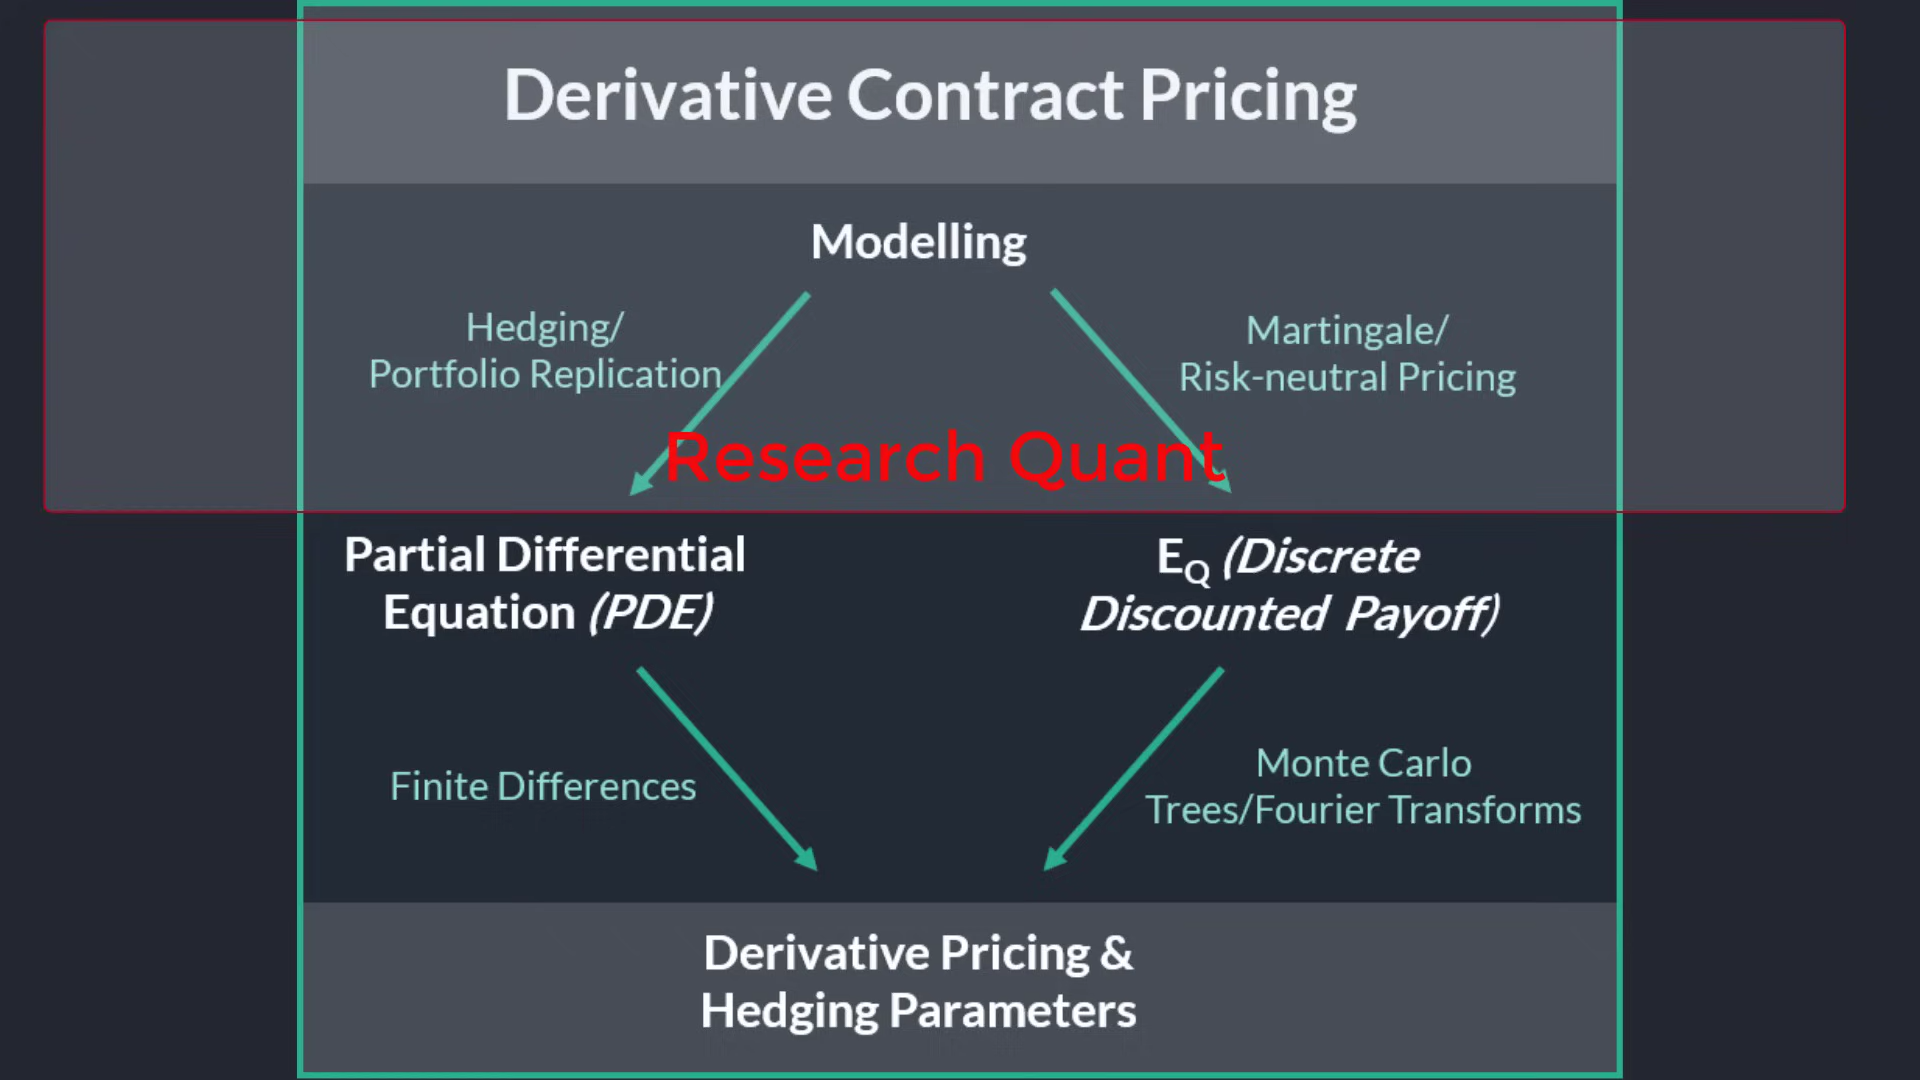 Derivative Contract Pricing
Modelling
Hedging/
Portfolio Replication
Martingale/
Risk-neutral Pricing
Research Quant
Partial Differential
Equation (PDE)
E_Q (Discrete
Discounted Payoff)
Finite Differences
Monte Carlo
Trees/Fourier Transforms
Derivative Pricing &
Hedging Parameters